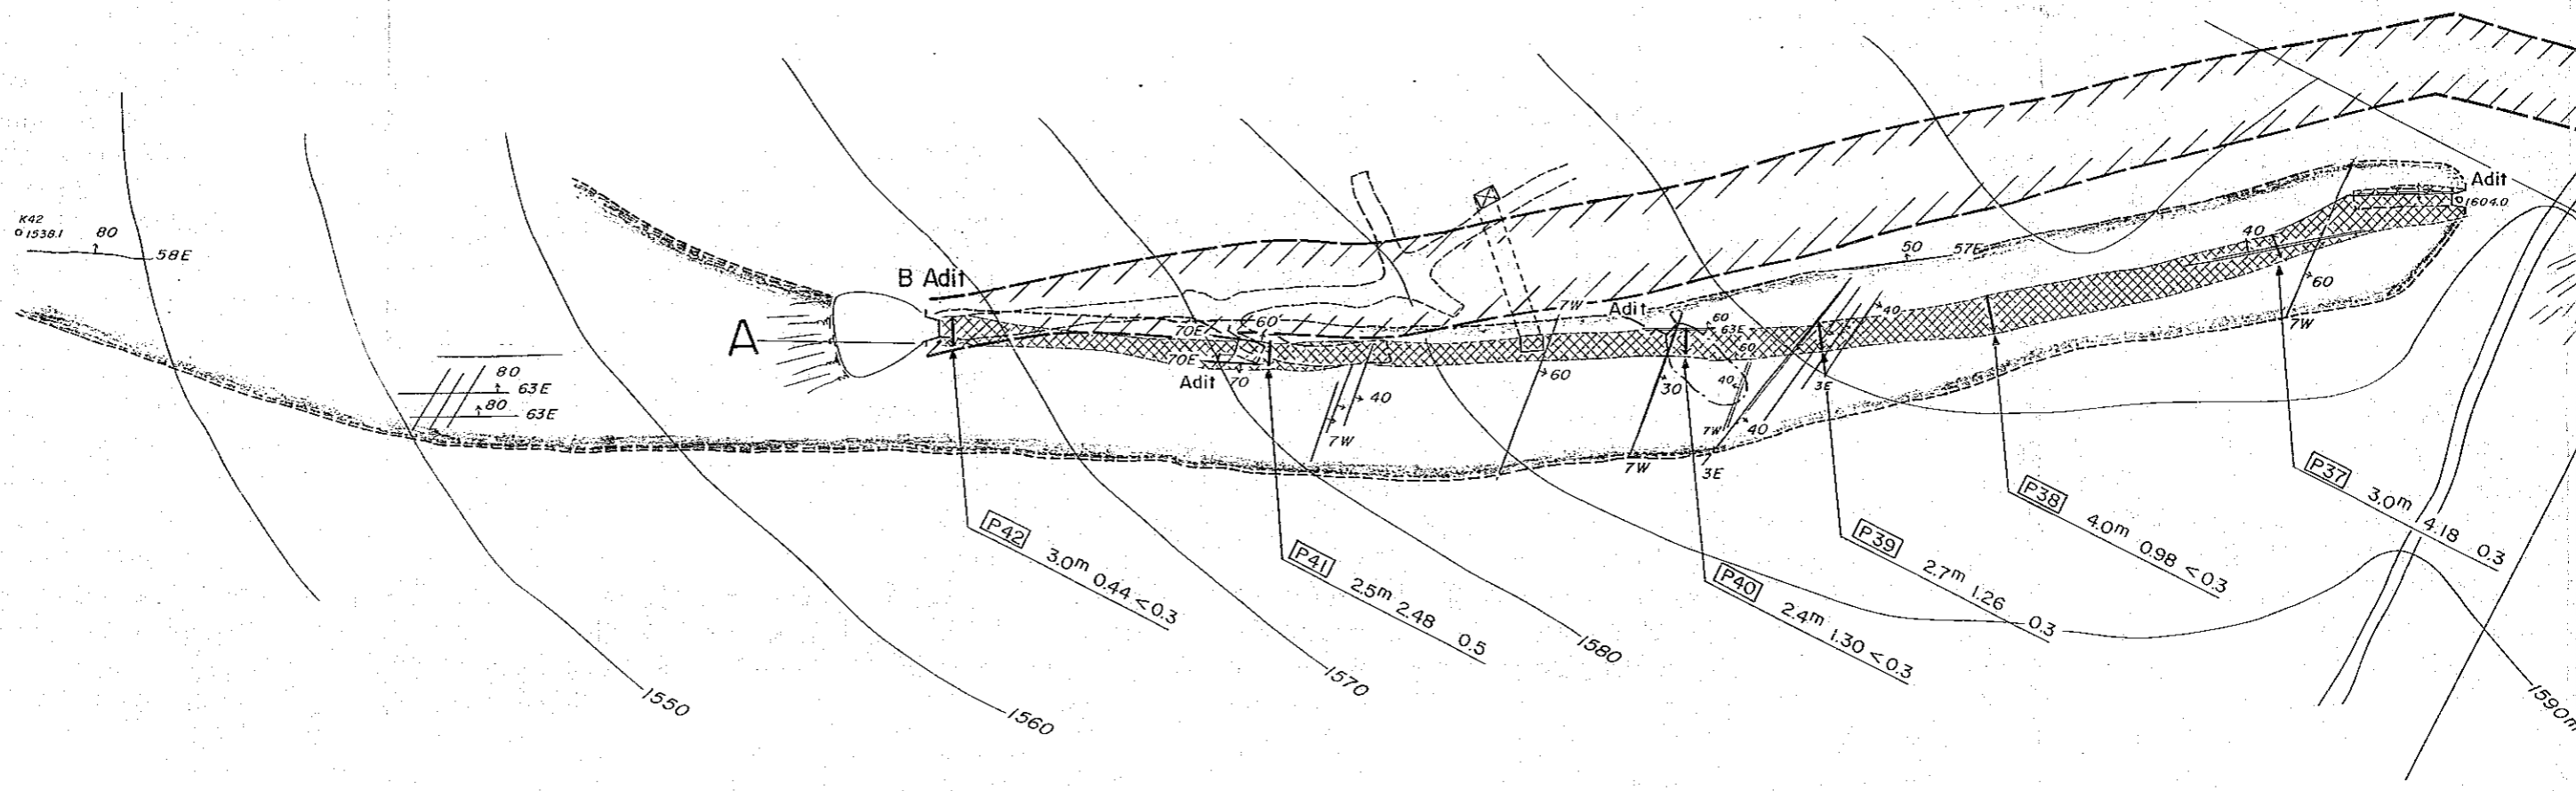 K42
1538.1
80
58E
80
63E
80
63E
A
B Adit
70E
60
70E
Adit
70
40
7W
7W
60
Adit
60
63E
60
40
30
7W
7W
40
3E
3E
40
50
57E
40
60
7W
Adit
1604.0
P42 3.0m 0.44 <0.3
P41 2.5m 2.48 0.5
P40 2.4m 1.30 <0.3
P39 2.7m 1.26 0.3
P38 4.0m 0.98 <0.3
P37 3.0m 4.18 0.3
1550
1560
1570
1580
1590m